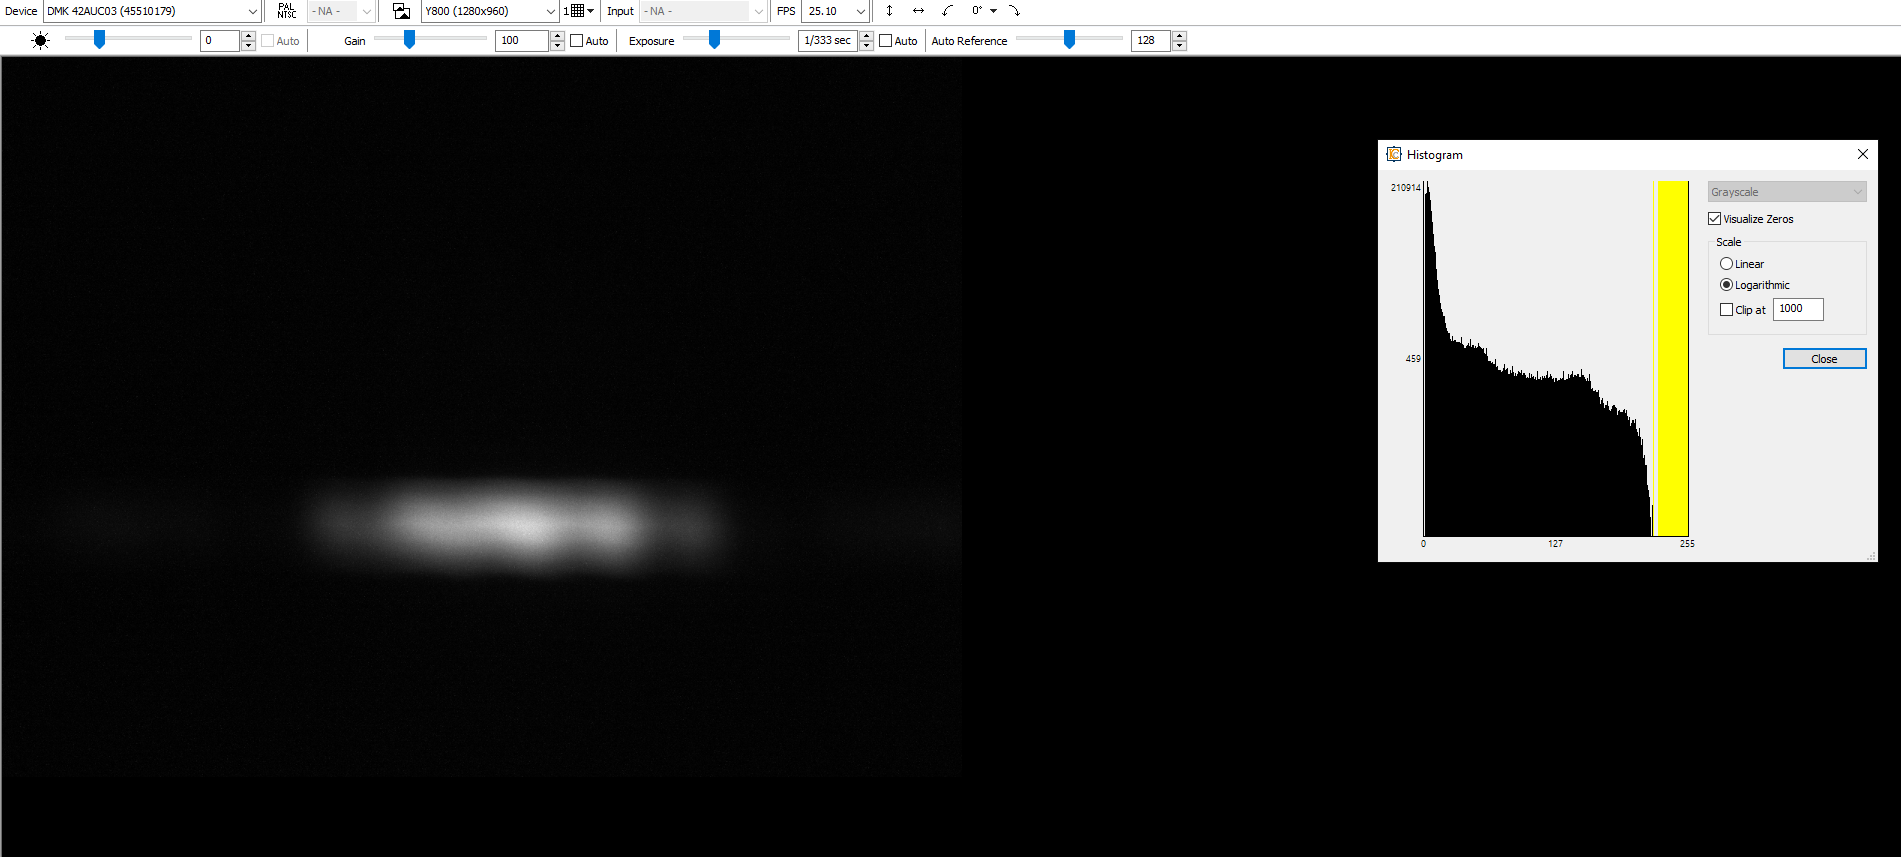 Device DMK 42AUC03 (45510179) PAL NTSC - NA - Y800 (1280x960) 1 Input - NA - FPS 25.10 0°
0 Auto Gain 100 Auto Exposure 1/333 sec Auto Auto Reference 128
Histogram
210914
459
0 127 255
Grayscale
Visualize Zeros
Scale
Linear
Logarithmic
Clip at 1000
Close